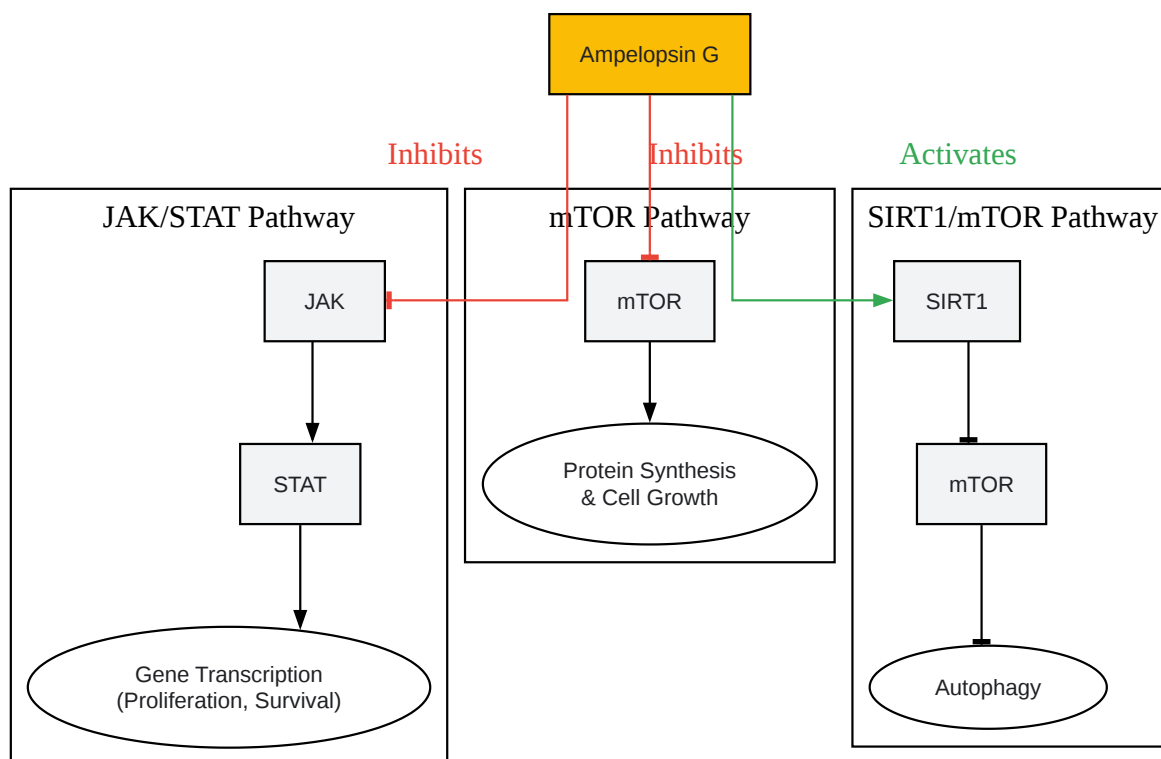 Ampelopsin G
Inhibits
Inhibits
Activates
JAK/STAT Pathway
mTOR Pathway
SIRT1/mTOR Pathway
JAK
mTOR
SIRT1
STAT
Protein Synthesis
& Cell Growth
mTOR
Gene Transcription
(Proliferation, Survival)
Autophagy